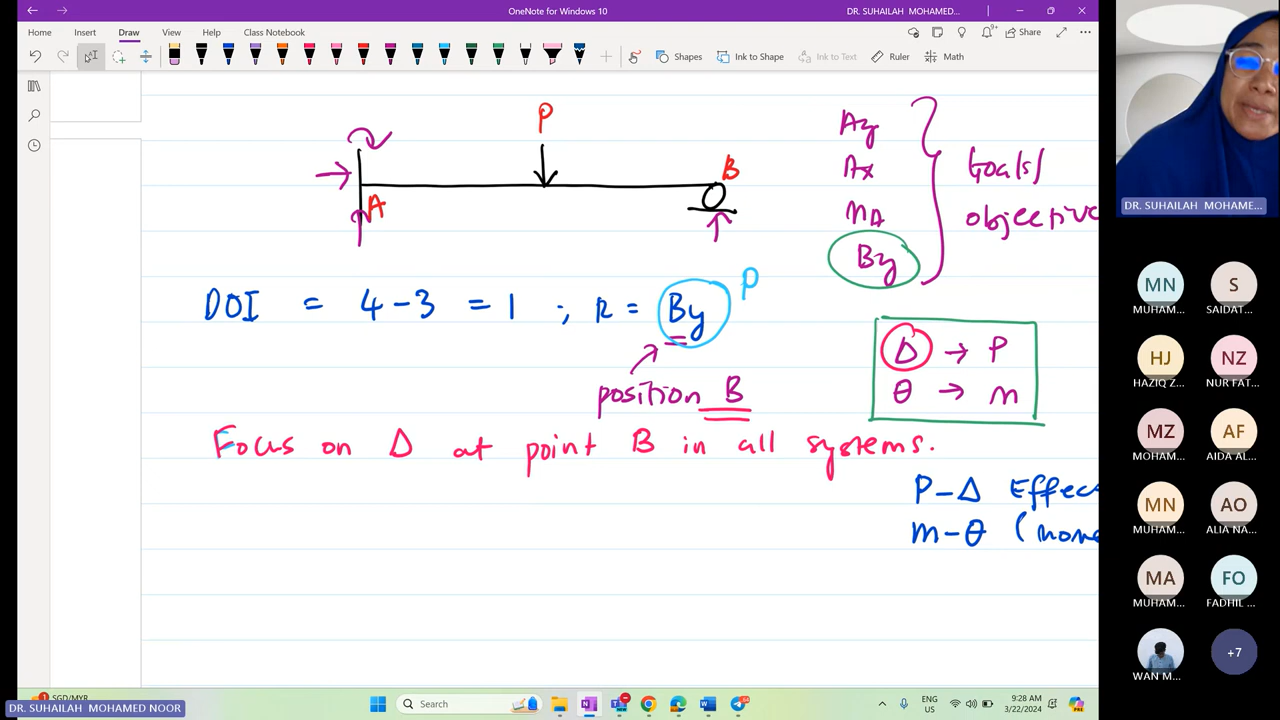 OneNote for Windows 10
DR. SUHAILAH MOHAMED...
Home Insert Draw View Help Class Notebook
Share
Shapes
Ink to Shape
Ink to Text
Ruler
Math
P
A
B
Ay
Ax
MA
By
Goals/
objective
DOI = 4-3 = 1 ; R = By
P
position B
Δ → P
θ → m
Focus on Δ at point B in all systems.
P-Δ Effec
m-θ (mome
DR. SUHAILAH MOHAME...
MN
MUHAM...
S
SAIDAT...
HJ
HAZIQ Z...
NZ
NUR FAT...
MZ
MOHAM...
AF
AIDA AL...
MN
MUHAM...
AO
ALIA NA...
MA
MUHAM...
FO
FADHIL ...
WAN M...
+7
SGD/MYR
DR. SUHAILAH MOHAMED NOOR
Search
ENG
US
9:28 AM
3/22/2024